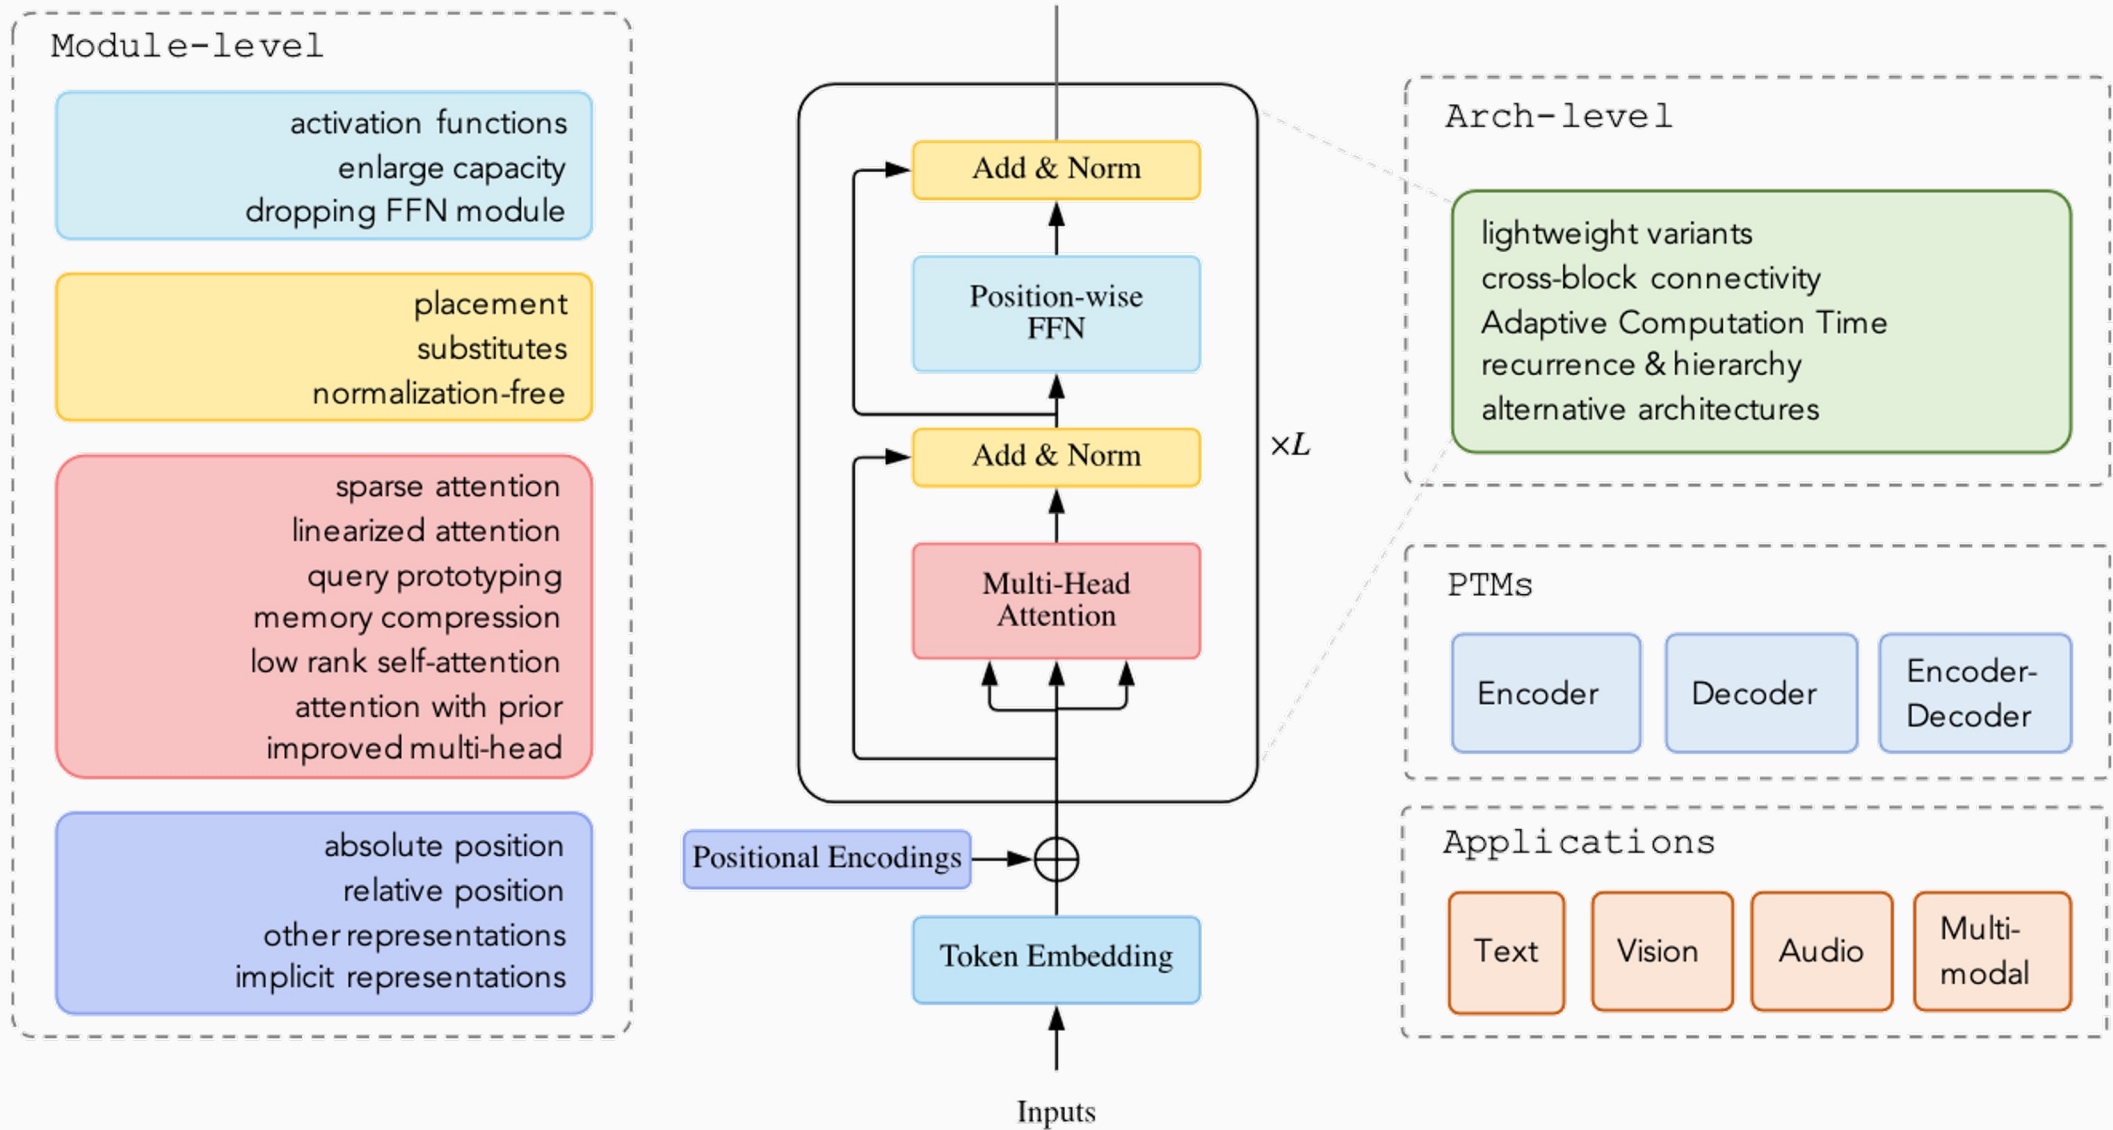 Module-level
activation functions
enlarge capacity
dropping FFN module
placement
substitutes
normalization-free
sparse attention
linearized attention
query prototyping
memory compression
low rank self-attention
attention with prior
improved multi-head
absolute position
relative position
other representations
implicit representations
Add & Norm
Position-wise
FFN
Add & Norm
Multi-Head
Attention
×L
Positional Encodings
Token Embedding
Inputs
Arch-level
lightweight variants
cross-block connectivity
Adaptive Computation Time
recurrence & hierarchy
alternative architectures
PTMs
Encoder
Decoder
Encoder-
Decoder
Applications
Text
Vision
Audio
Multi-
modal